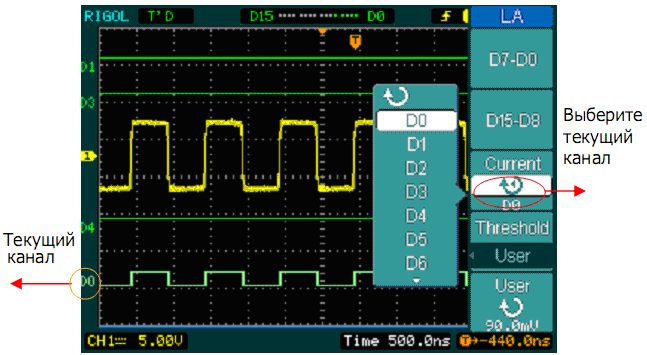 RIGOL T'D D15 D0 LA
D7-D0
D15-D8
Current
D0
Threshold
User
User
90.0mV
D1
D3
1
D4
D0
T
D0
D1
D2
D3
D4
D5
D6
Выберите
текущий
канал
Текущий
канал
CH1 5.00V Time 500.0ns T→-440.0ns